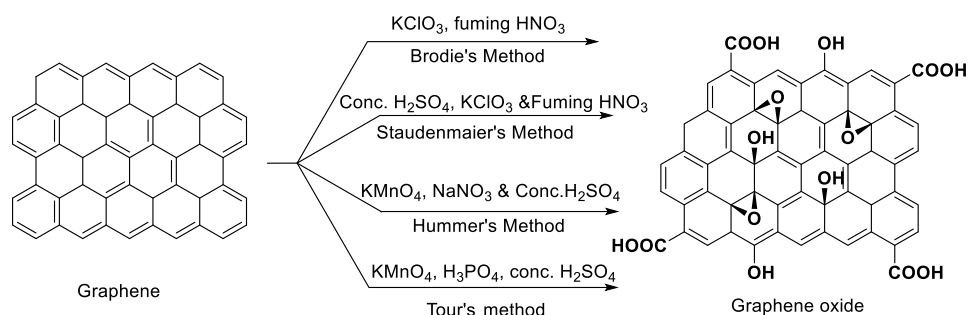 KClO3, fuming HNO3
Brodie's Method
Conc. H2SO4, KClO3 &Fuming HNO3
Staudenmaier's Method
KMnO4, NaNO3 & Conc.H2SO4
Hummer's Method
KMnO4, H3PO4, conc. H2SO4
Tour's method
Graphene
COOH
OH
COOH
O
O
OH
OH
O
HOOC
OH
COOH
Graphene oxide